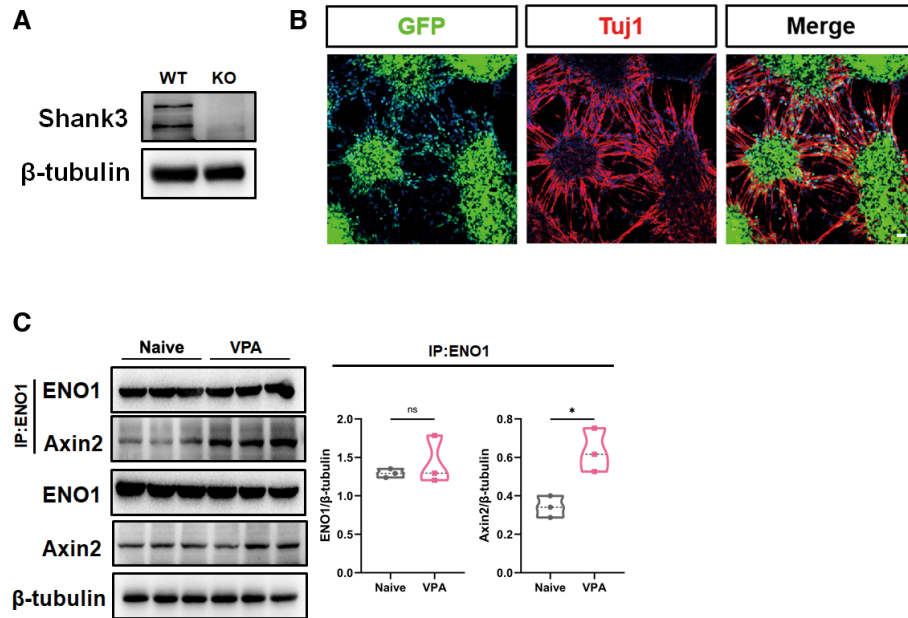 A
WT KO
Shank3
β-tubulin
B
GFP Tuj1 Merge
C
Naive VPA
IP:ENO1
ENO1
Axin2
ENO1
Axin2
β-tubulin
IP:ENO1
ENO1/β-tubulin
2.0
1.5
1.0
0.5
0.0
ns
Naive VPA
Axin2/β-tubulin
0.8
0.6
0.4
0.2
0.0
*
Naive VPA